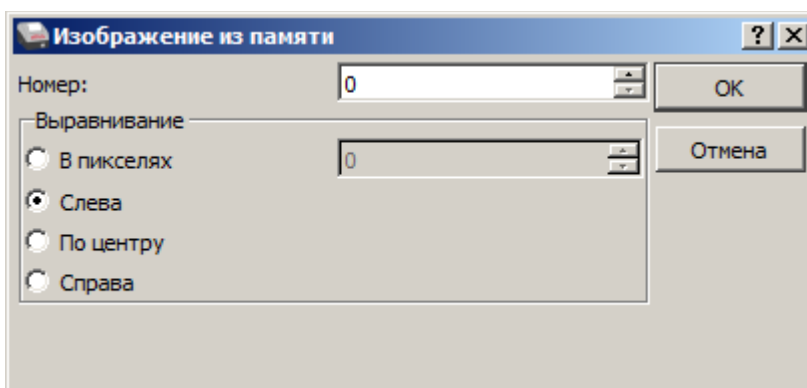 Изображение из памяти
Номер: 0 OK
Выравнивание
В пикселях 0 Отмена
Слева
По центру
Справа